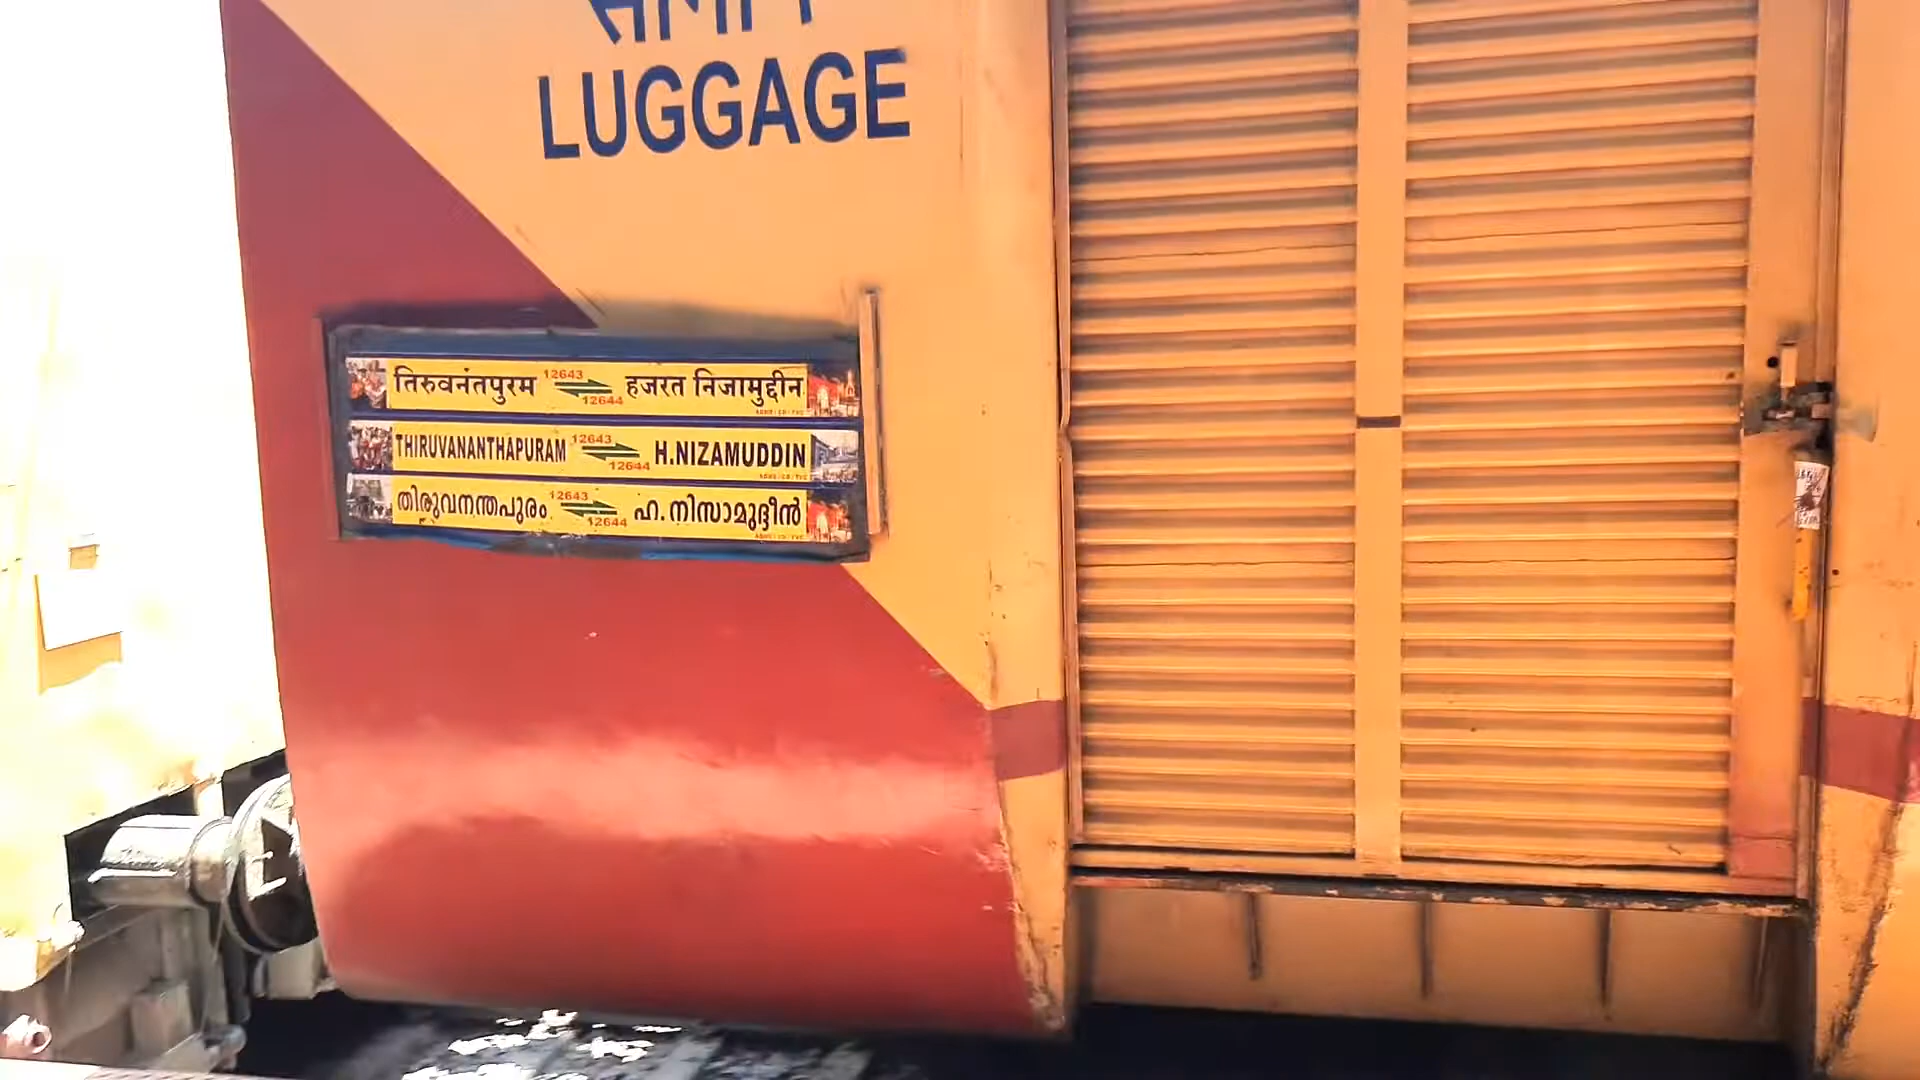 सामान
LUGGAGE
तिरुवनंतपुरम 12643 12644 हजरत निजामुद्दीन
THIRUVANANTHAPURAM 12643 12644 H.NIZAMUDDIN
തിരുവനന്തപുരം 12643 12644 ഹ. നിസാമുദ്ദീൻ